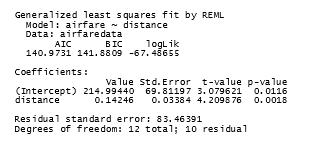 Generalized least squares fit by REML
Model: airfare ~ distance
Data: airfaredata
AIC BIC logLik
140.9731 141.8809 -67.48655
Coefficients:
Value Std.Error t-value p-value
(Intercept) 214.99440 69.81197 3.079621 0.0116
distance 0.14246 0.03384 4.209876 0.0018
Residual standard error: 83.46391
Degrees of freedom: 12 total; 10 residual